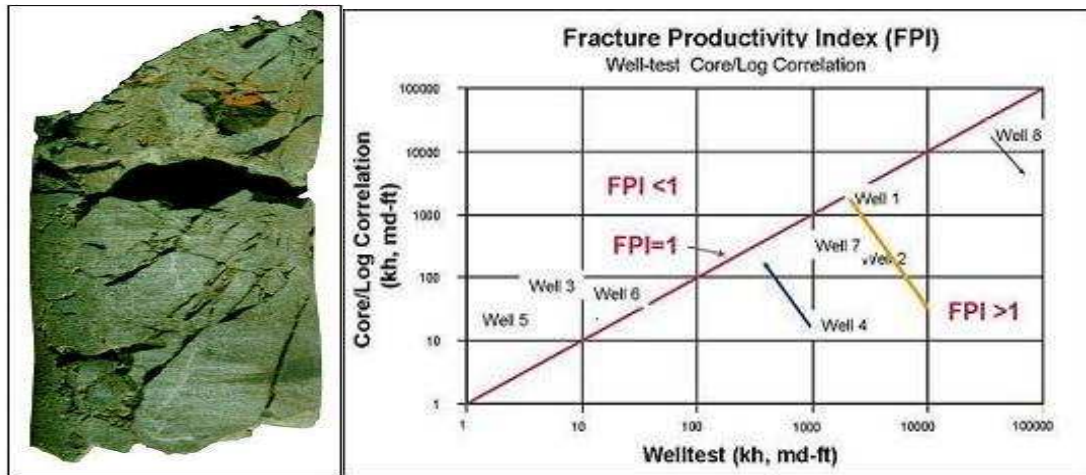 Fracture Productivity Index (FPI)
Well-test Core/Log Correlation
Core/Log Correlation
(kh, md-ft)
100000
10000
1000
100
10
1
Well 8
FPI <1
Well 1
FPI=1
Well 7
Well 2
Well 3
Well 6
Well 5
Well 4
FPI >1
1
10
100
1000
10000
100000
Welltest (kh, md-ft)